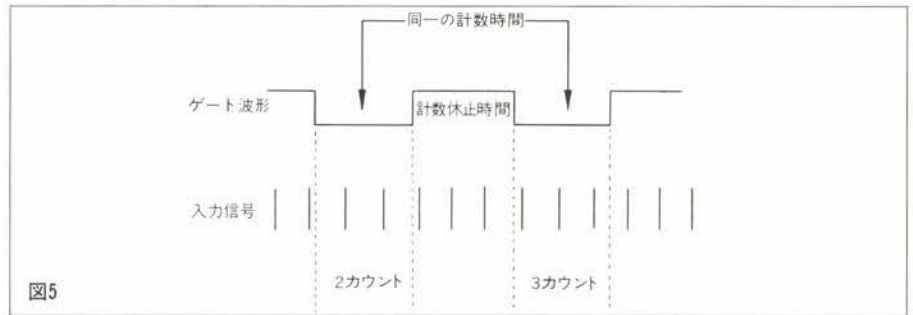 同一の計数時間
ゲート波形
計数休止時間
入力信号
2カウント
3カウント
図5